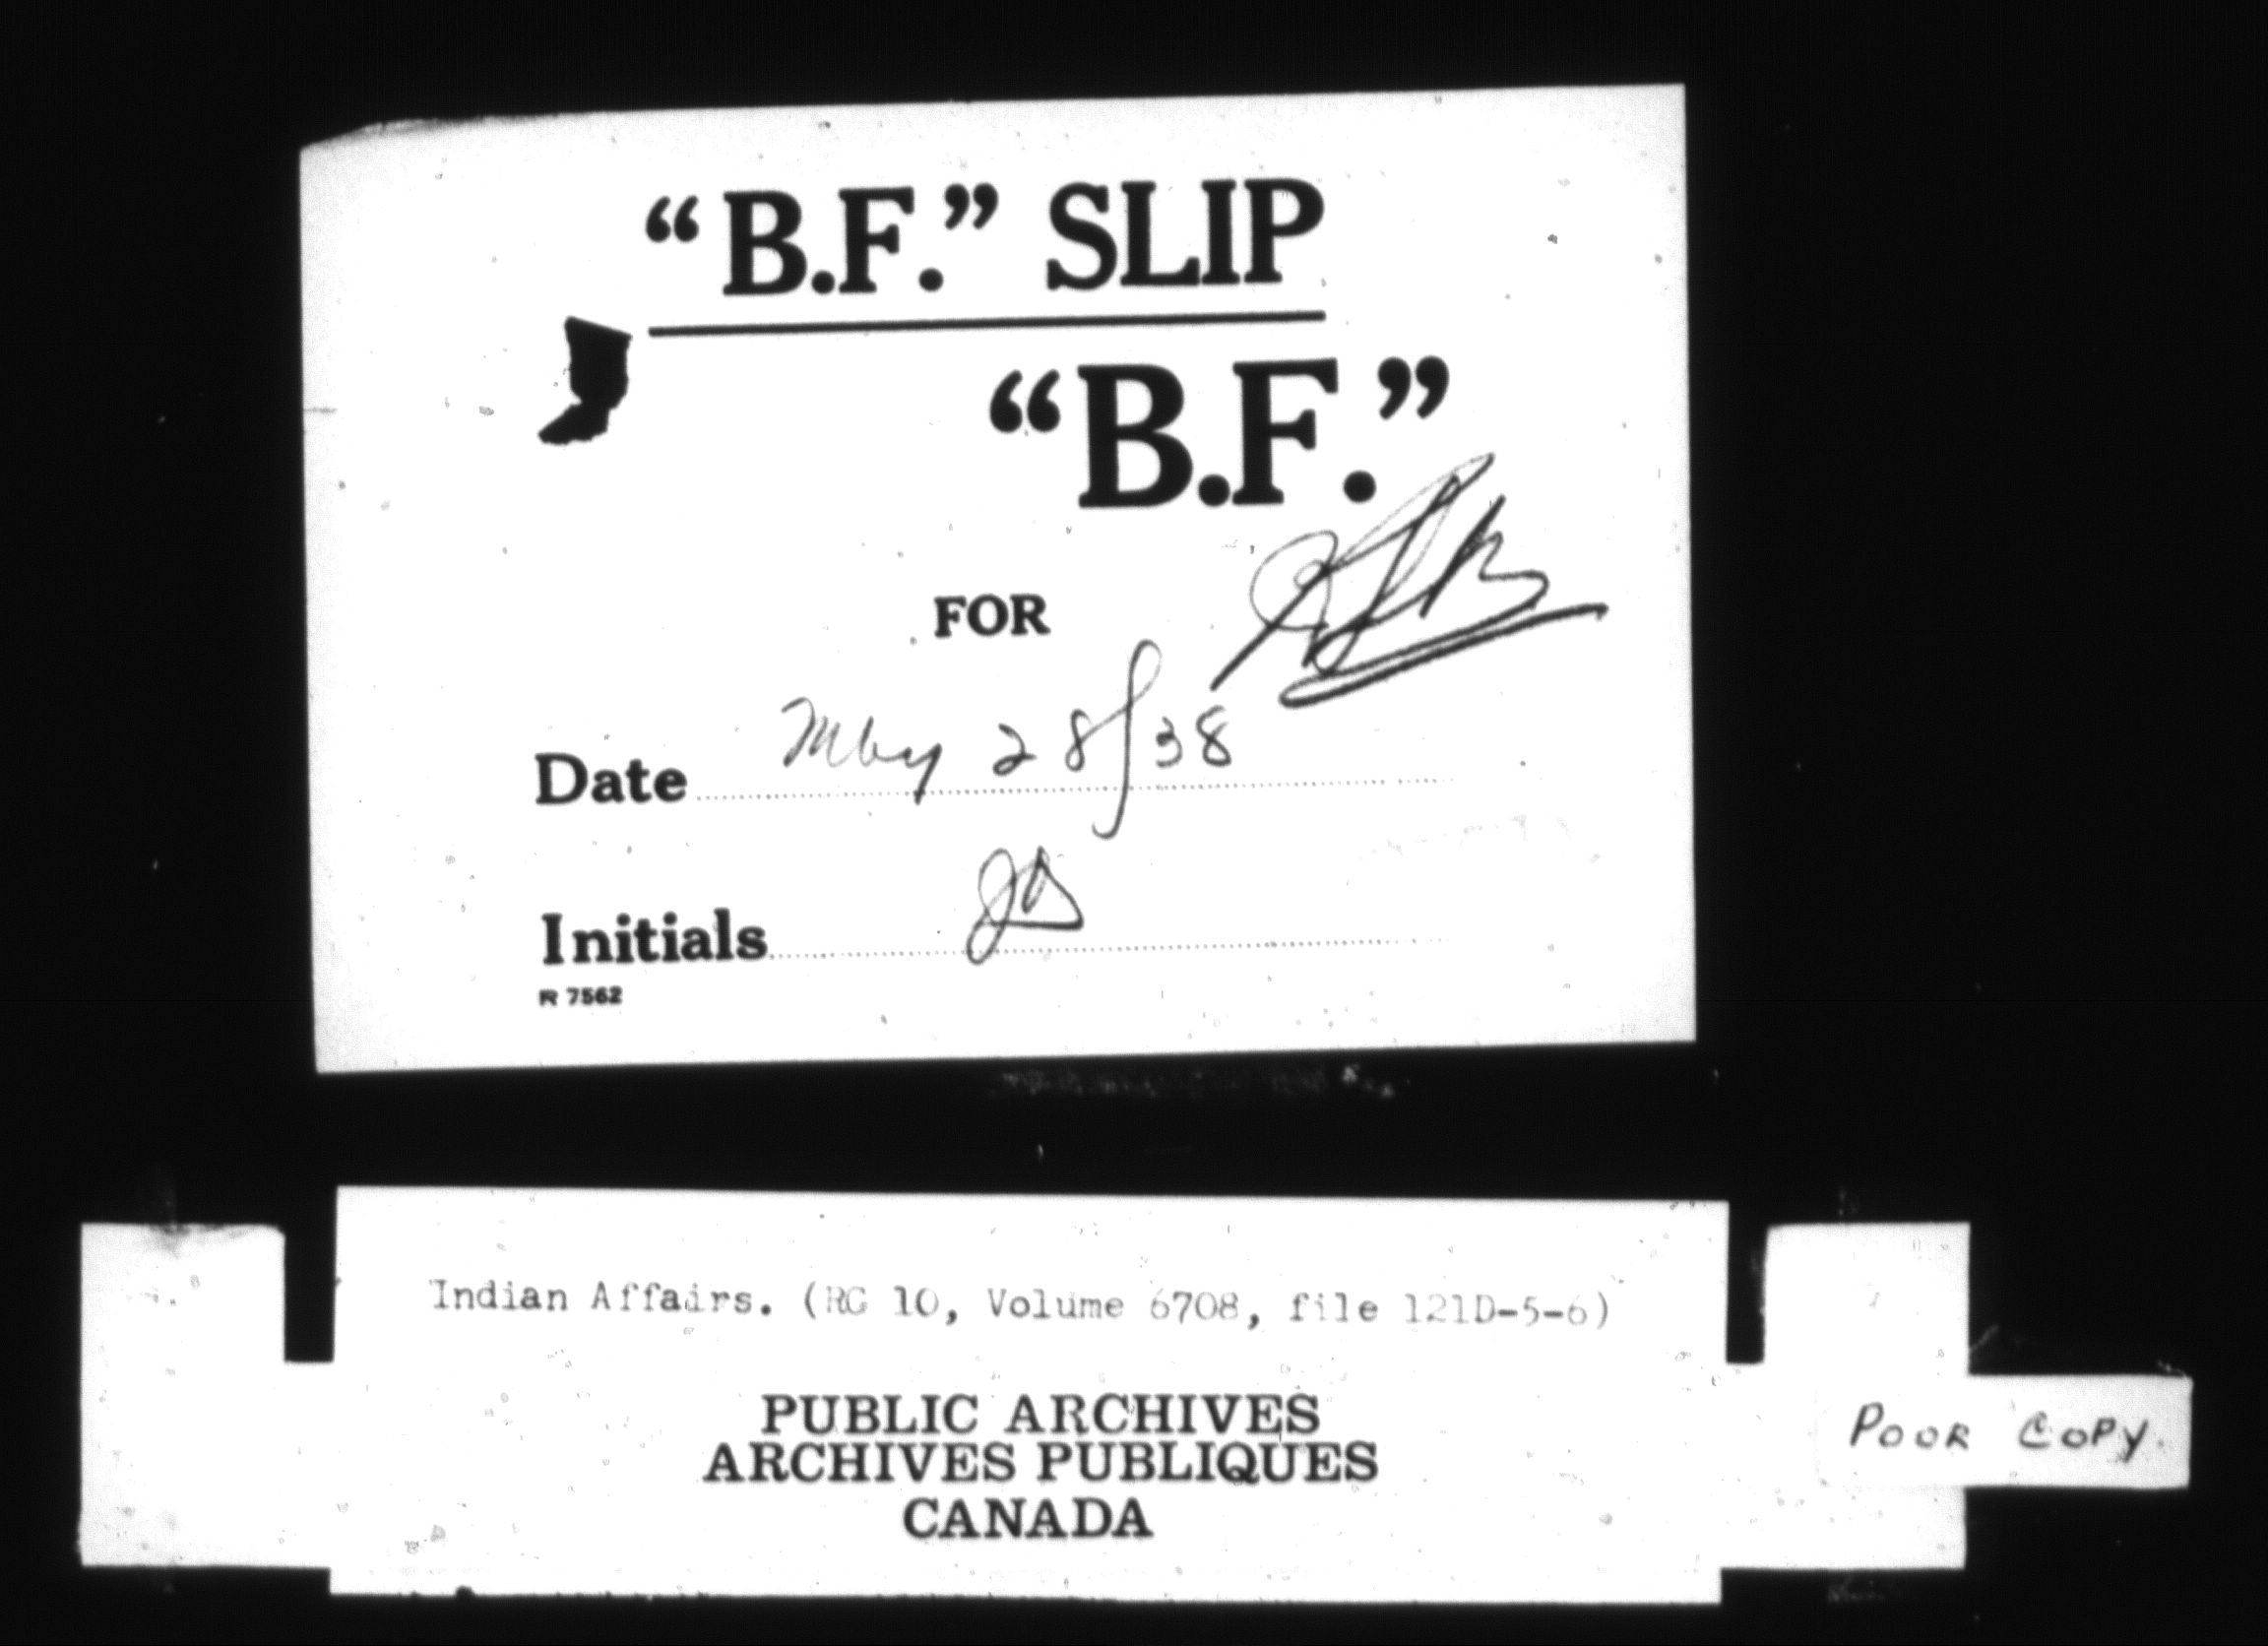 “B.F.” SLIP
“B.F.”
FOR
Date May 28/38
Initials
R 7562
Indian Affairs. (RG 10, Volume 6708, file 121D-5-6)
PUBLIC ARCHIVES
ARCHIVES PUBLIQUES
CANADA
POOR COPY.